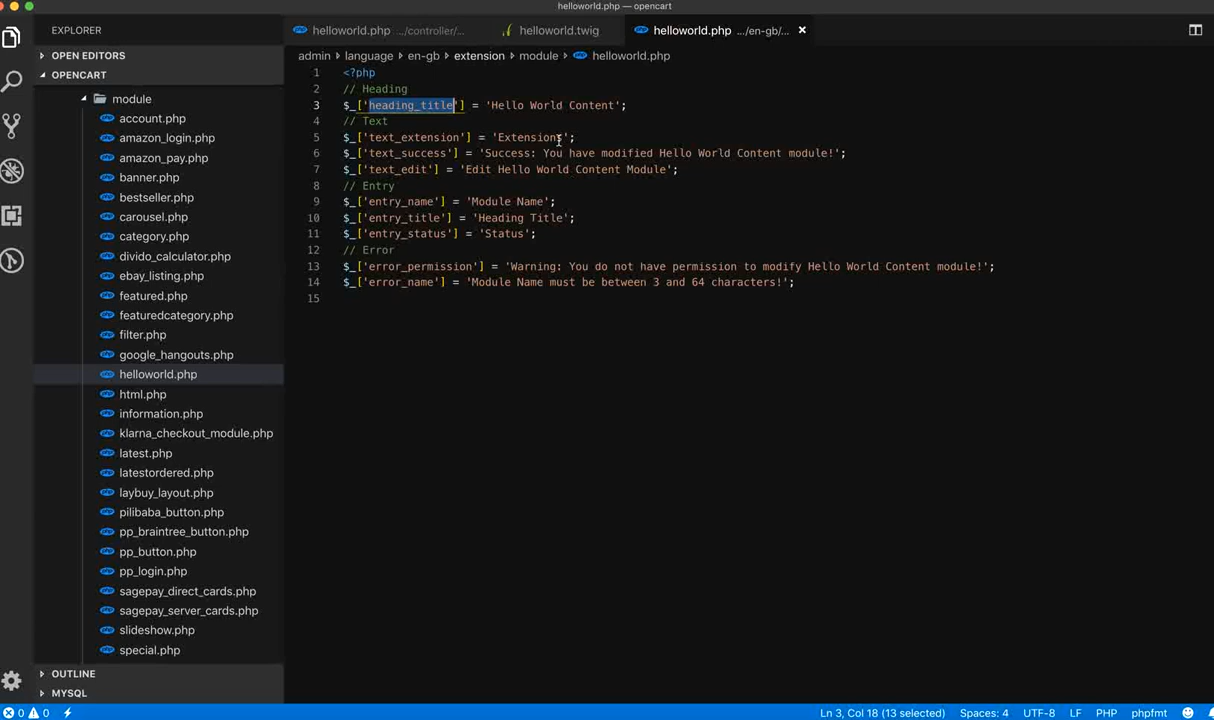 helloworld.php — opencart
EXPLORER
helloworld.php .../controller/...
helloworld.twig
helloworld.php .../en-gb/...
OPEN EDITORS
admin > language > en-gb > extension > module > helloworld.php
OPENCART
module
account.php
amazon_login.php
amazon_pay.php
banner.php
bestseller.php
carousel.php
category.php
divido_calculator.php
ebay_listing.php
featured.php
featuredcategory.php
filter.php
google_hangouts.php
helloworld.php
html.php
information.php
klarna_checkout_module.php
latest.php
latestordered.php
laybuy_layout.php
pilibaba_button.php
pp_braintree_button.php
pp_button.php
pp_login.php
sagepay_direct_cards.php
sagepay_server_cards.php
slideshow.php
special.php
OUTLINE
MYSQL
1 <?php
2 // Heading
3 $_['heading_title'] = 'Hello World Content';
4 // Text
5 $_['text_extension'] = 'Extensions';
6 $_['text_success'] = 'Success: You have modified Hello World Content module!';
7 $_['text_edit'] = 'Edit Hello World Content Module';
8 // Entry
9 $_['entry_name'] = 'Module Name';
10 $_['entry_title'] = 'Heading Title';
11 $_['entry_status'] = 'Status';
12 // Error
13 $_['error_permission'] = 'Warning: You do not have permission to modify Hello World Content module!';
14 $_['error_name'] = 'Module Name must be between 3 and 64 characters!';
15
0 0 Ln 3, Col 18 (13 selected) Spaces: 4 UTF-8 LF PHP phpfmt